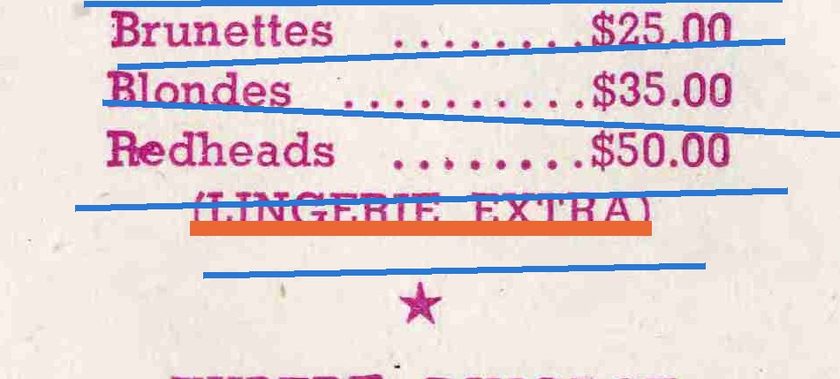 Brunettes ........$25.00
Blondes ..........$35.00
Redheads ........$50.00
(LINGERIE EXTRA)